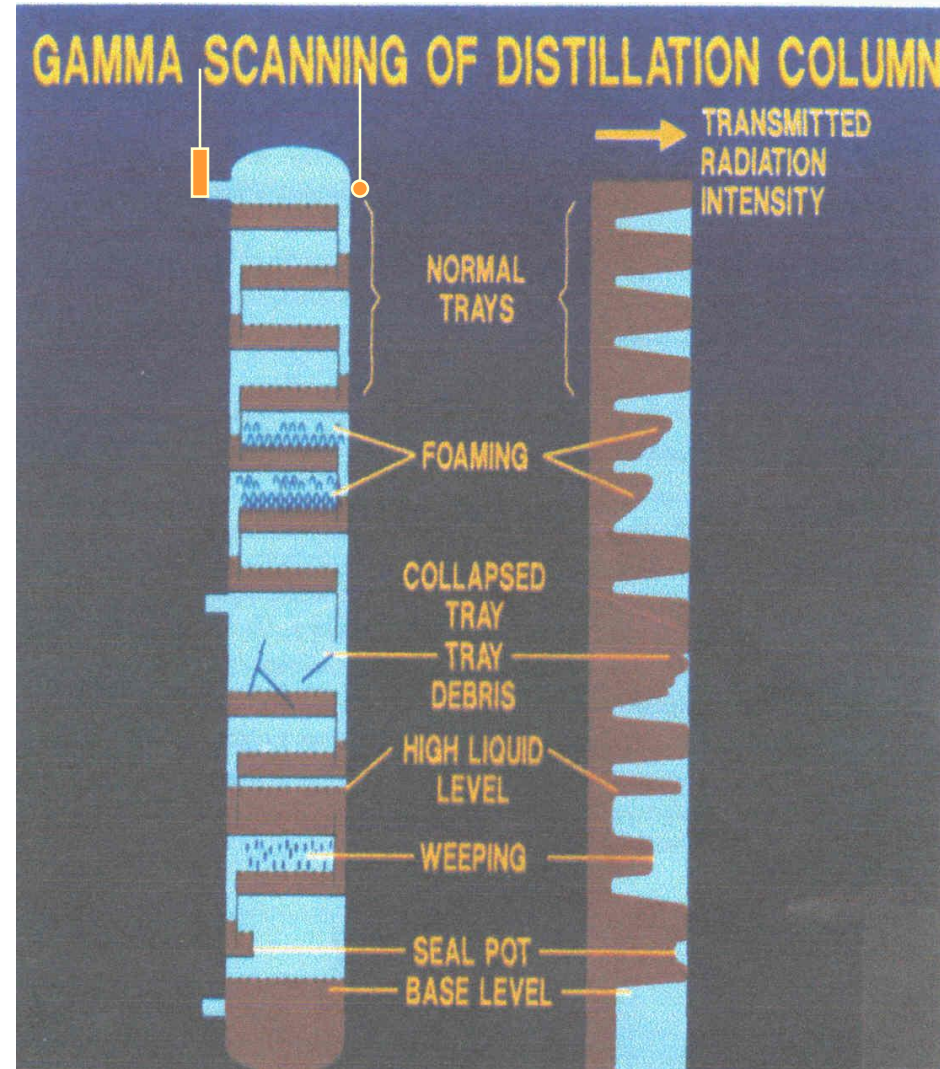 GAMMA SCANNING OF DISTILLATION COLUMN
TRANSMITTED
RADIATION
INTENSITY
NORMAL
TRAYS
FOAMING
COLLAPSED
TRAY
TRAY
DEBRIS
HIGH LIQUID
LEVEL
WEEPING
SEAL POT
BASE LEVEL